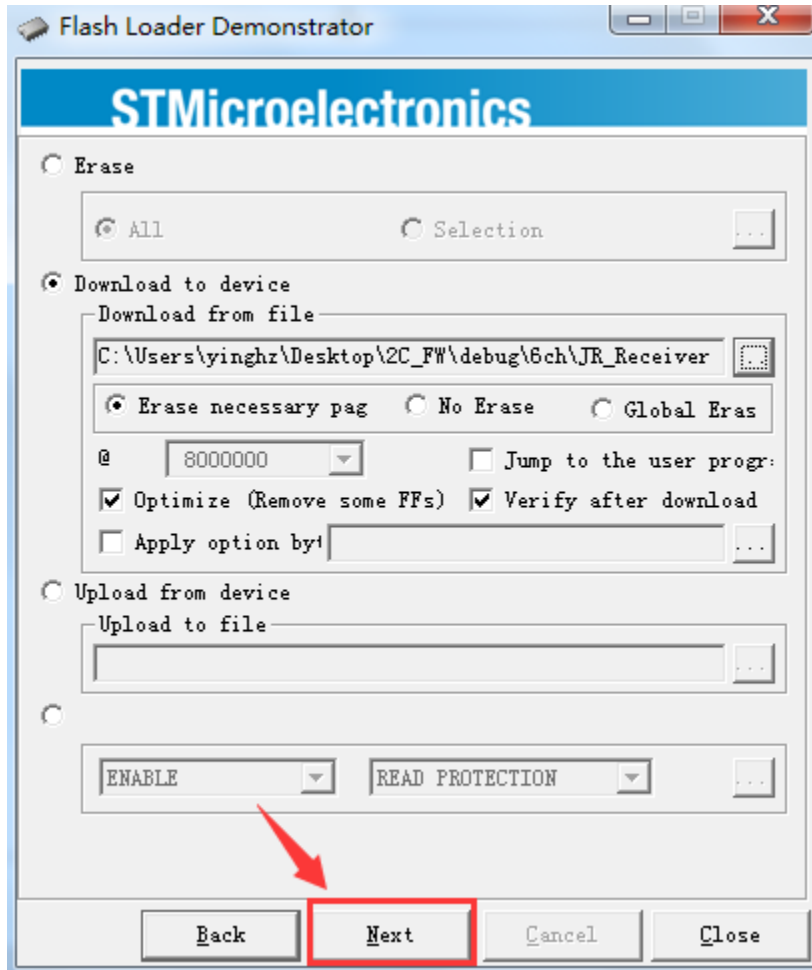 Flash Loader Demonstrator
STMicroelectronics
Erase
All Selection ...
Download to device
Download from file
C:\Users\yinghz\Desktop\2C_FW\debug\6ch\JR_Receiver ..
Erase necessary pag No Erase Global Eras
@ 8000000 Jump to the user progr
Optimize (Remove some FFs) Verify after download
Apply option by ...
Upload from device
Upload to file
...
ENABLE READ PROTECTION ...
Back Next Cancel Close